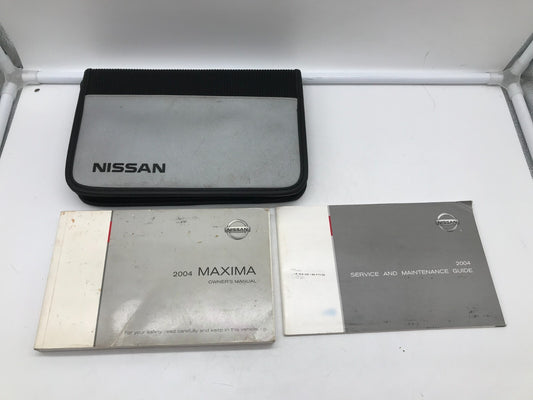 NISSAN
NISSAN
2004 MAXIMA
OWNER'S MANUAL
For your safety, read carefully and keep in this vehicle.
NISSAN
2004
SERVICE AND MAINTENANCE GUIDE